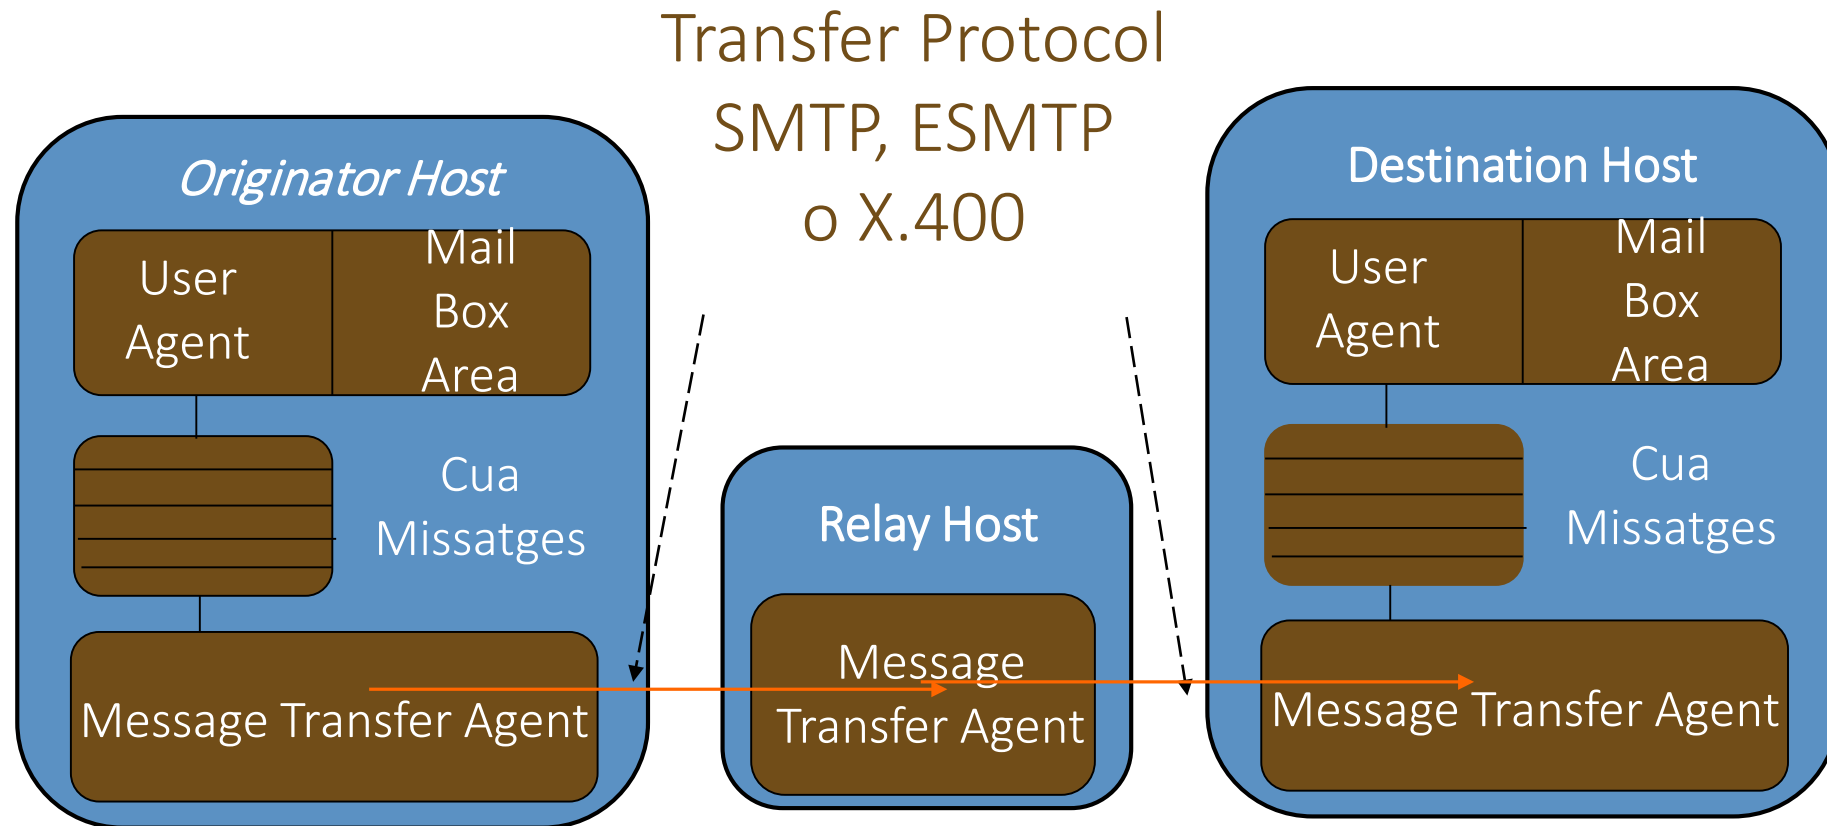 Transfer Protocol
SMTP, ESMTP
o X.400
Originator Host
User
Agent
Mail
Box
Area
Cua
Missatges
Message Transfer Agent
Relay Host
Message
Transfer Agent
Destination Host
User
Agent
Mail
Box
Area
Cua
Missatges
Message Transfer Agent